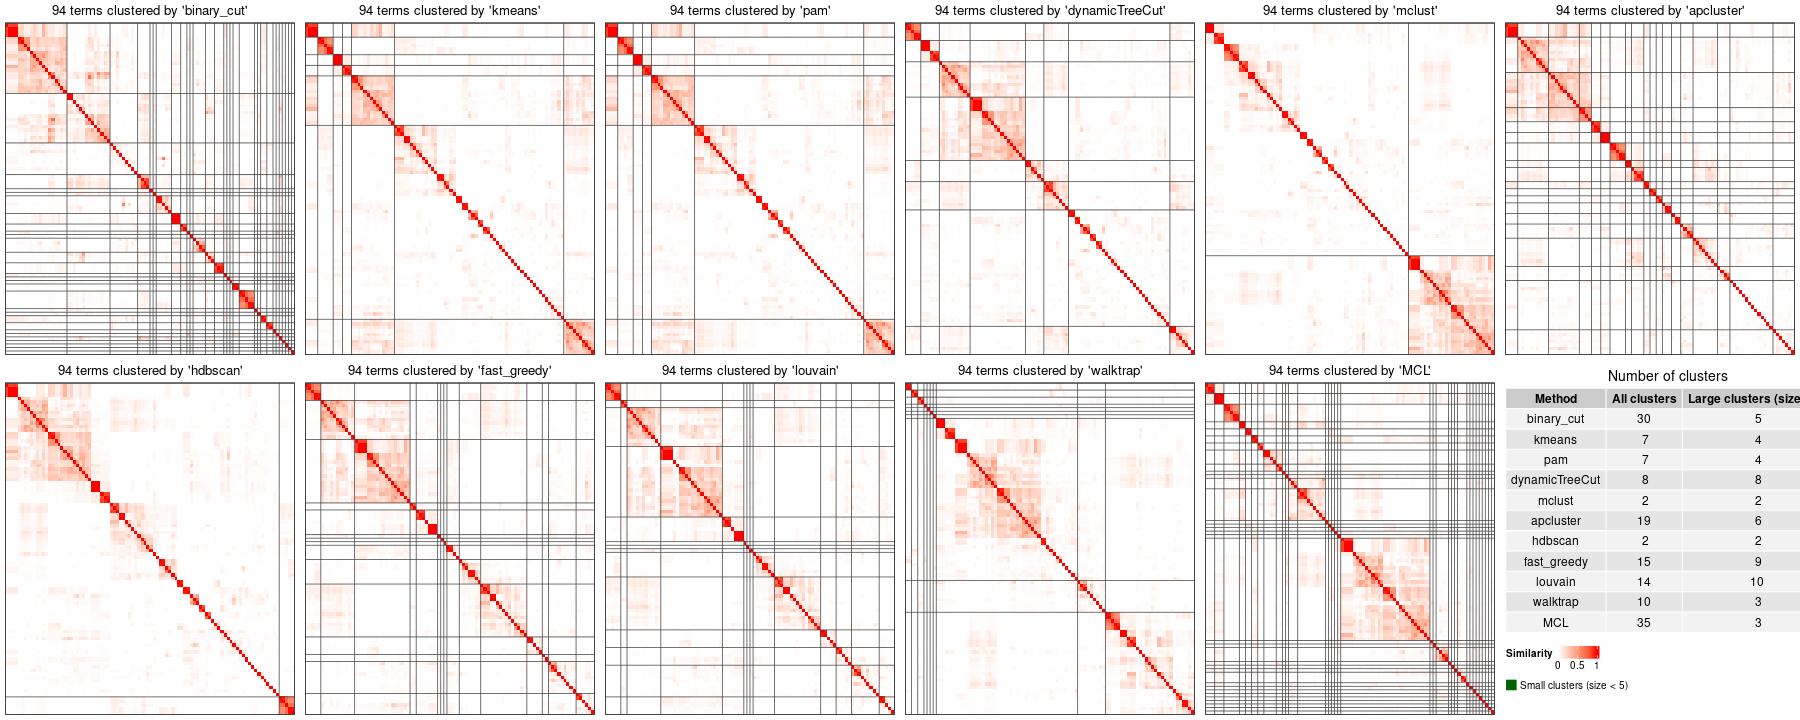 94 terms clustered by 'binary_cut'
94 terms clustered by 'kmeans'
94 terms clustered by 'pam'
94 terms clustered by 'dynamicTreeCut'
94 terms clustered by 'mclust'
94 terms clustered by 'apcluster'
94 terms clustered by 'hdbscan'
94 terms clustered by 'fast_greedy'
94 terms clustered by 'louvain'
94 terms clustered by 'walktrap'
94 terms clustered by 'MCL'
Number of clusters
Method All clusters Large clusters (size
binary_cut 30 5
kmeans 7 4
pam 7 4
dynamicTreeCut 8 8
mclust 2 2
apcluster 19 6
hdbscan 2 2
fast_greedy 15 9
louvain 14 10
walktrap 10 3
MCL 35 3
Similarity
0 0.5 1
Small clusters (size < 5)